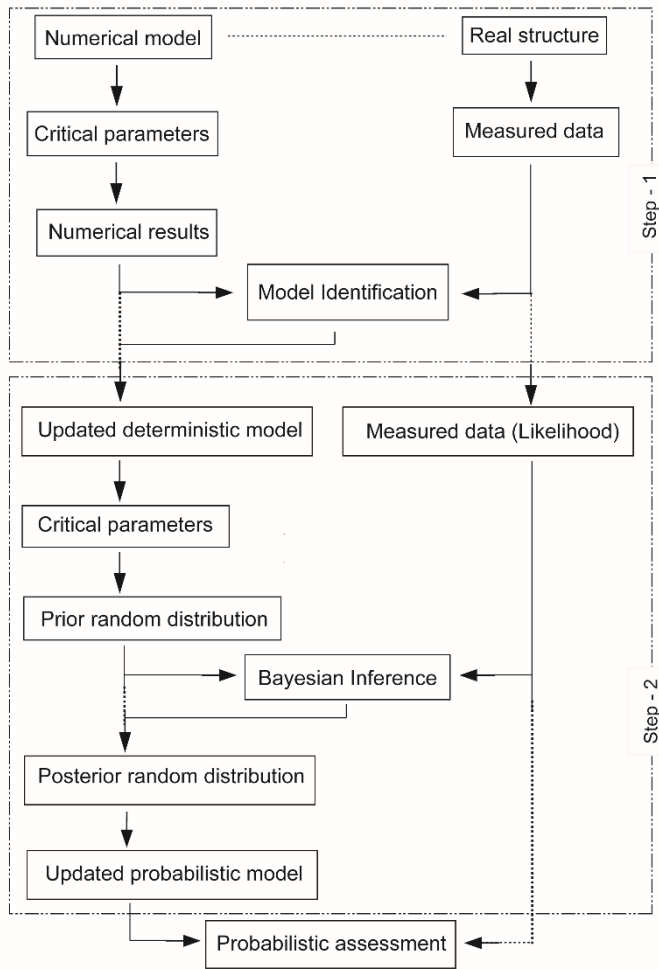 Numerical model
Real structure
Critical parameters
Measured data
Numerical results
Model Identification
Step - 1
Updated deterministic model
Measured data (Likelihood)
Critical parameters
Prior random distribution
Bayesian Inference
Step - 2
Posterior random distribution
Updated probabilistic model
Probabilistic assessment